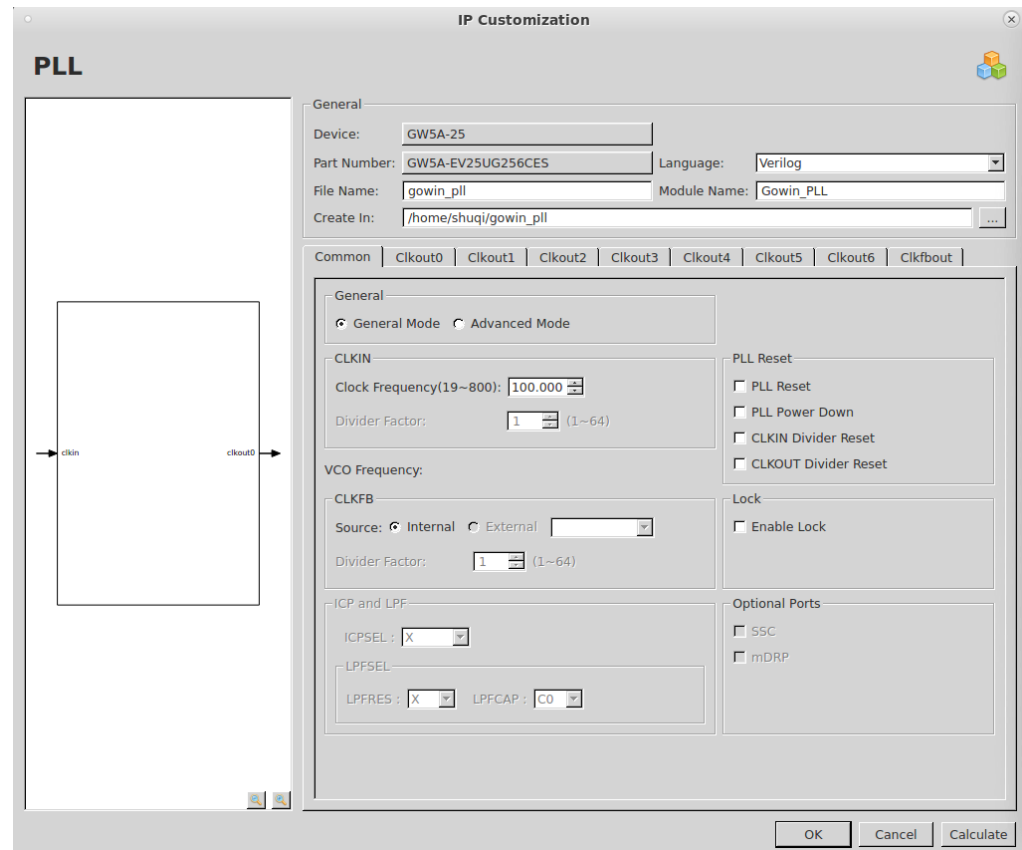 IP Customization
PLL
clkin
clkout0
General
Device: GW5A-25
Part Number: GW5A-EV25UG256CES Language: Verilog
File Name: gowin_pll Module Name: Gowin_PLL
Create In: /home/shuqi/gowin_pll ...
Common Clkout0 Clkout1 Clkout2 Clkout3 Clkout4 Clkout5 Clkout6 Clkfbout
General
General Mode Advanced Mode
CLKIN
Clock Frequency(19~800): 100.000
Divider Factor: 1 (1~64)
VCO Frequency:
CLKFB
Source: Internal External
Divider Factor: 1 (1~64)
ICP and LPF
ICPSEL : X
LPFSEL
LPFRES : X LPFCAP : C0
PLL Reset
PLL Reset
PLL Power Down
CLKIN Divider Reset
CLKOUT Divider Reset
Lock
Enable Lock
Optional Ports
SSC
mDRP
OK Cancel Calculate